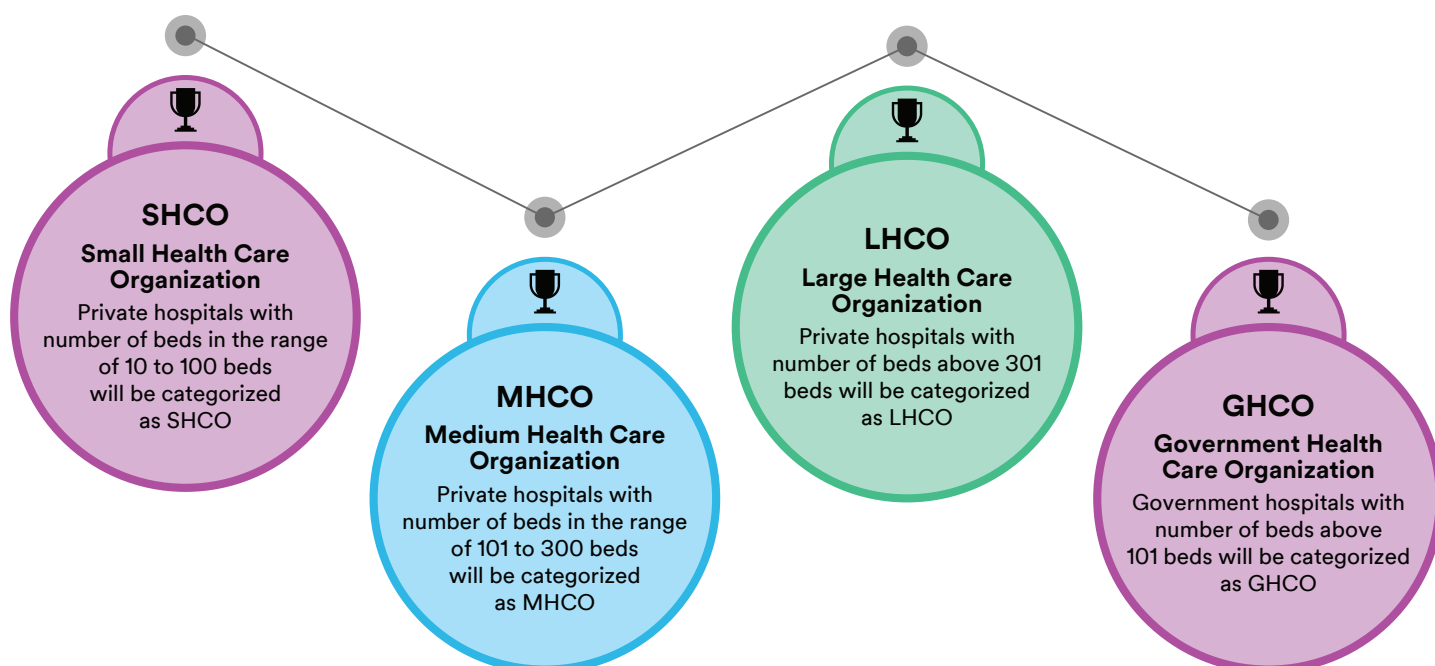 SHCO
Small Health Care
Organization
Private hospitals with
number of beds in the range
of 10 to 100 beds
will be categorized
as SHCO
MHCO
Medium Health Care
Organization
Private hospitals with
number of beds in the range
of 101 to 300 beds
will be categorized
as MHCO
LHCO
Large Health Care
Organization
Private hospitals with
number of beds above 301
beds will be categorized
as LHCO
GHCO
Government Health
Care Organization
Government hospitals with
number of beds above
101 beds will be categorized
as GHCO